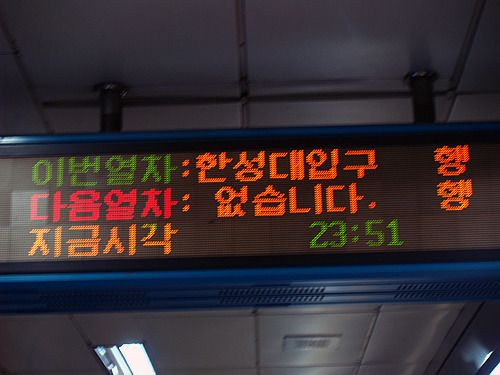 이번열차:한성대입구 행
다음열차: 없습니다. 행
지금시각 23:51